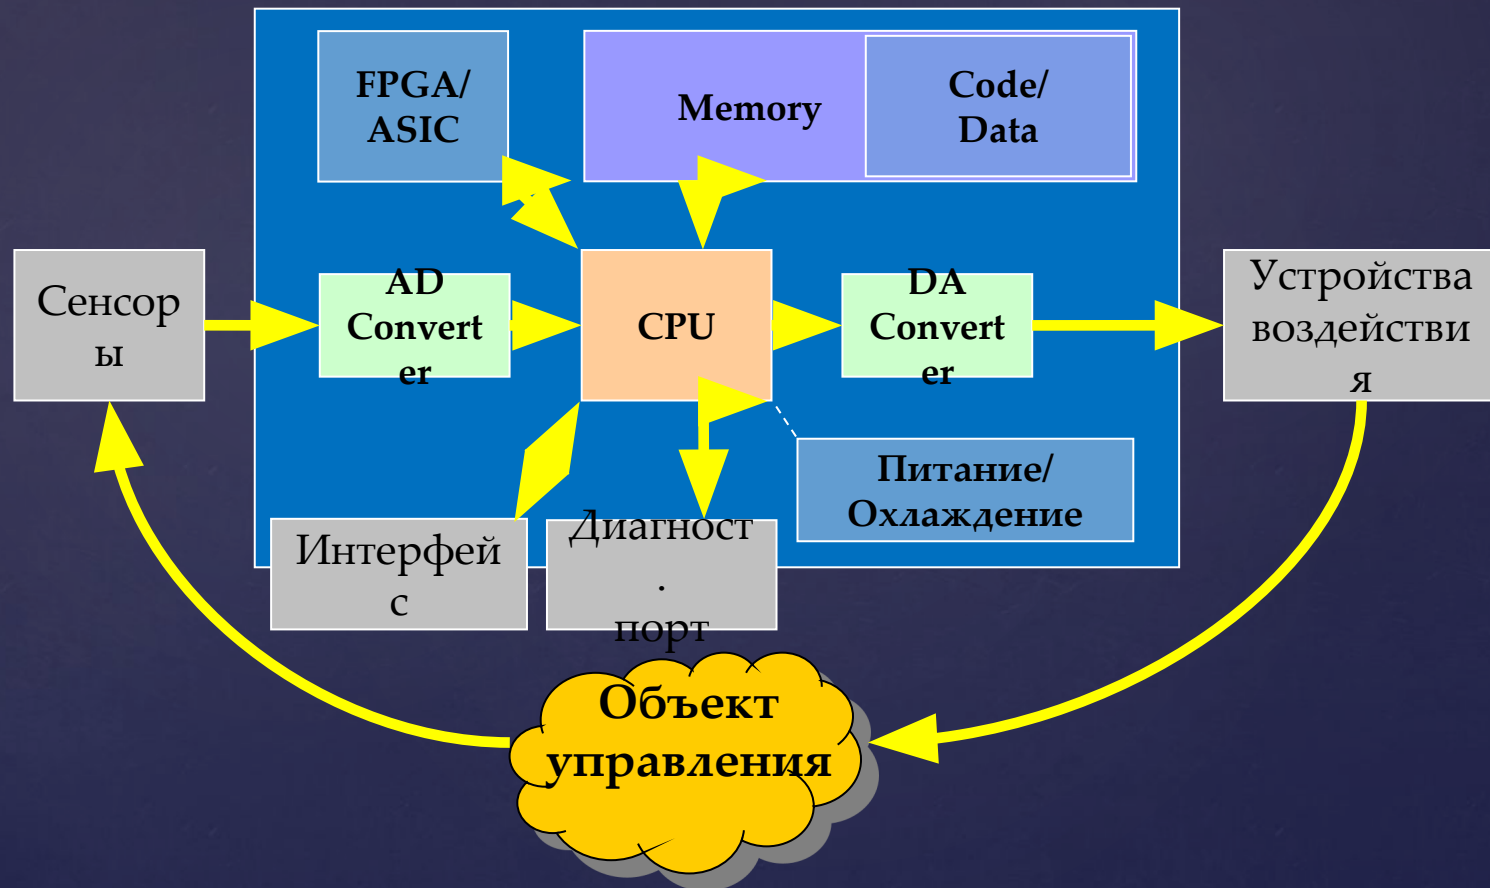 FPGA/
ASIC
Memory
Code/
Data
Сенсор
ы
AD
Convert
er
CPU
DA
Convert
er
Устройства
воздействи
я
Питание/
Охлаждение
Интерфей
с
Диагност
.
порт
Объект
управления